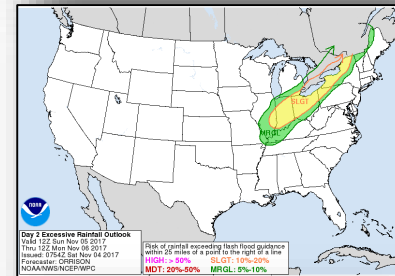 SLGT
MRGL
noaa
Day 2 Excessive Rainfall Outlook
Valid 12Z Sun Nov 05 2017
Thru 12Z Mon Nov 06 2017
Issued: 0754Z Sat Nov 04 2017
Forecaster: ORRISON
NOAA/NWS/NCEP/WPC
Risk of rainfall exceeding flash flood guidance
within 25 miles of a point to the right of a line
HIGH: > 50% SLGT: 10%-20%
MDT: 20%-50% MRGL: 5%-10%